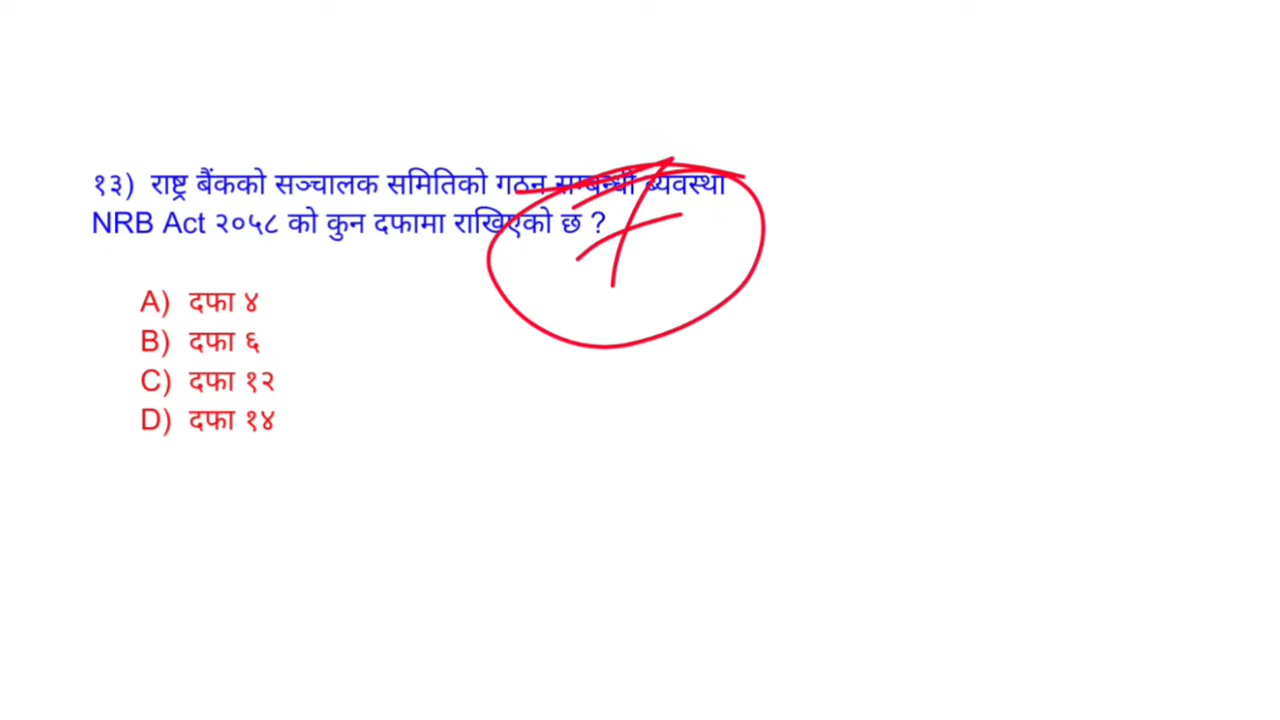 १३) राष्ट्र बैंकको सञ्चालक समितिको गठन सम्बन्धी व्यवस्था
NRB Act २०५८ को कुन दफामा राखिएको छ ?
A) दफा ४
B) दफा ६
C) दफा १२
D) दफा १४